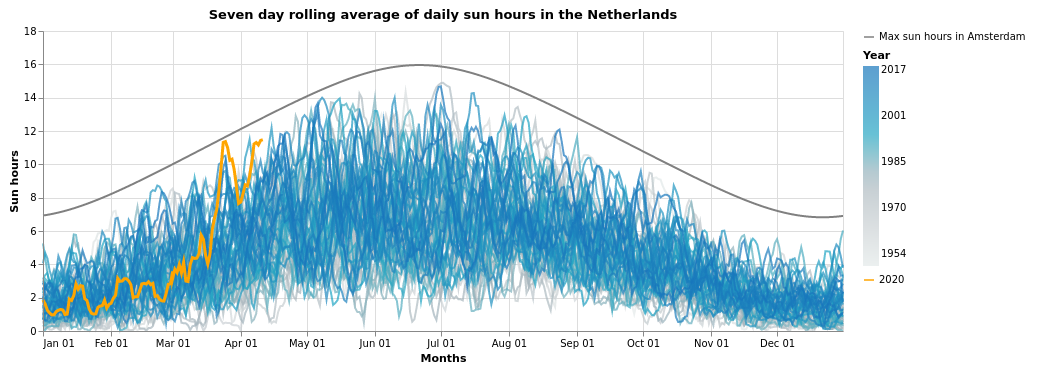 Seven day rolling average of daily sun hours in the Netherlands
18
16
14
12
10
8
6
4
2
0
Sun hours
Jan 01 Feb 01 Mar 01 Apr 01 May 01 Jun 01 Jul 01 Aug 01 Sep 01 Oct 01 Nov 01 Dec 01
Months
Max sun hours in Amsterdam
Year
2017
2001
1985
1970
1954
2020